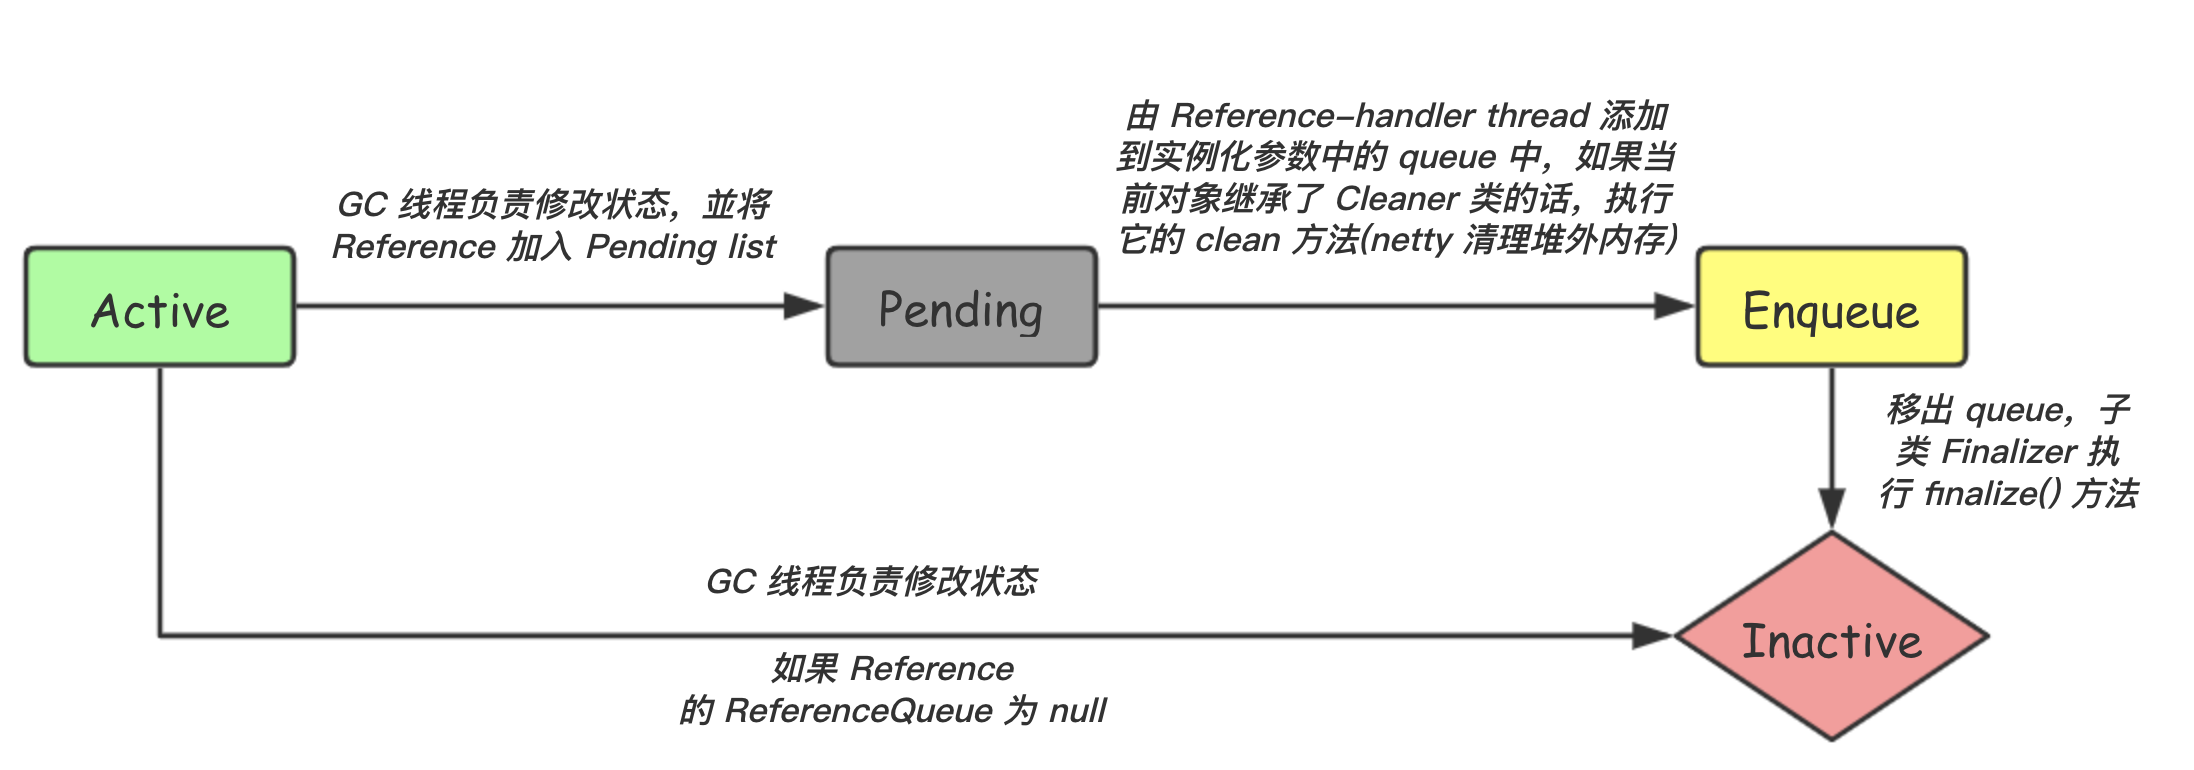 由 Reference-handler thread 添加
到实例化参数中的 queue 中，如果当
前对象继承了 Cleaner 类的话，执行
它的 clean 方法(netty 清理堆外内存)
GC 线程负责修改状态，並将
Reference 加入 Pending list
Active
Pending
Enqueue
移出 queue，子
类 Finalizer 执
行 finalize() 方法
GC 线程负责修改状态
Inactive
如果 Reference
的 ReferenceQueue 为 null